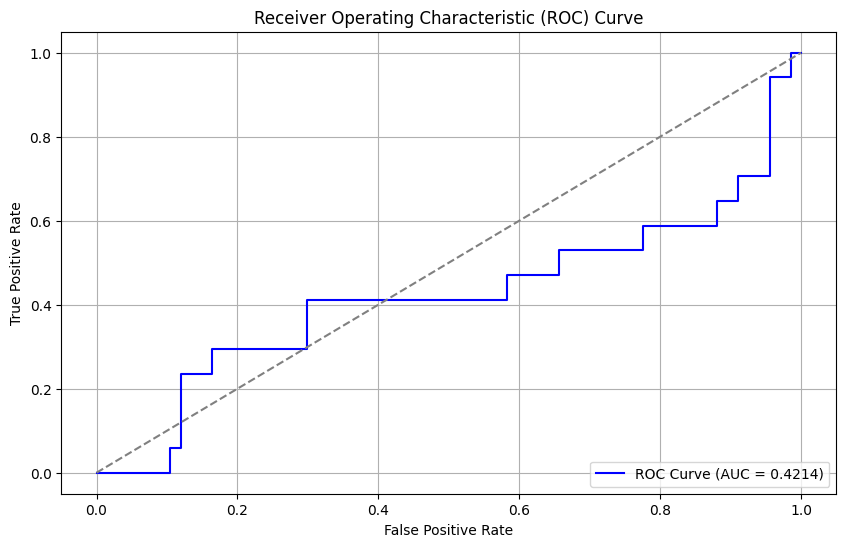 Receiver Operating Characteristic (ROC) Curve
1.0
0.8
0.6
0.4
0.2
0.0
True Positive Rate
ROC Curve (AUC = 0.4214)
0.0 0.2 0.4 0.6 0.8 1.0
False Positive Rate